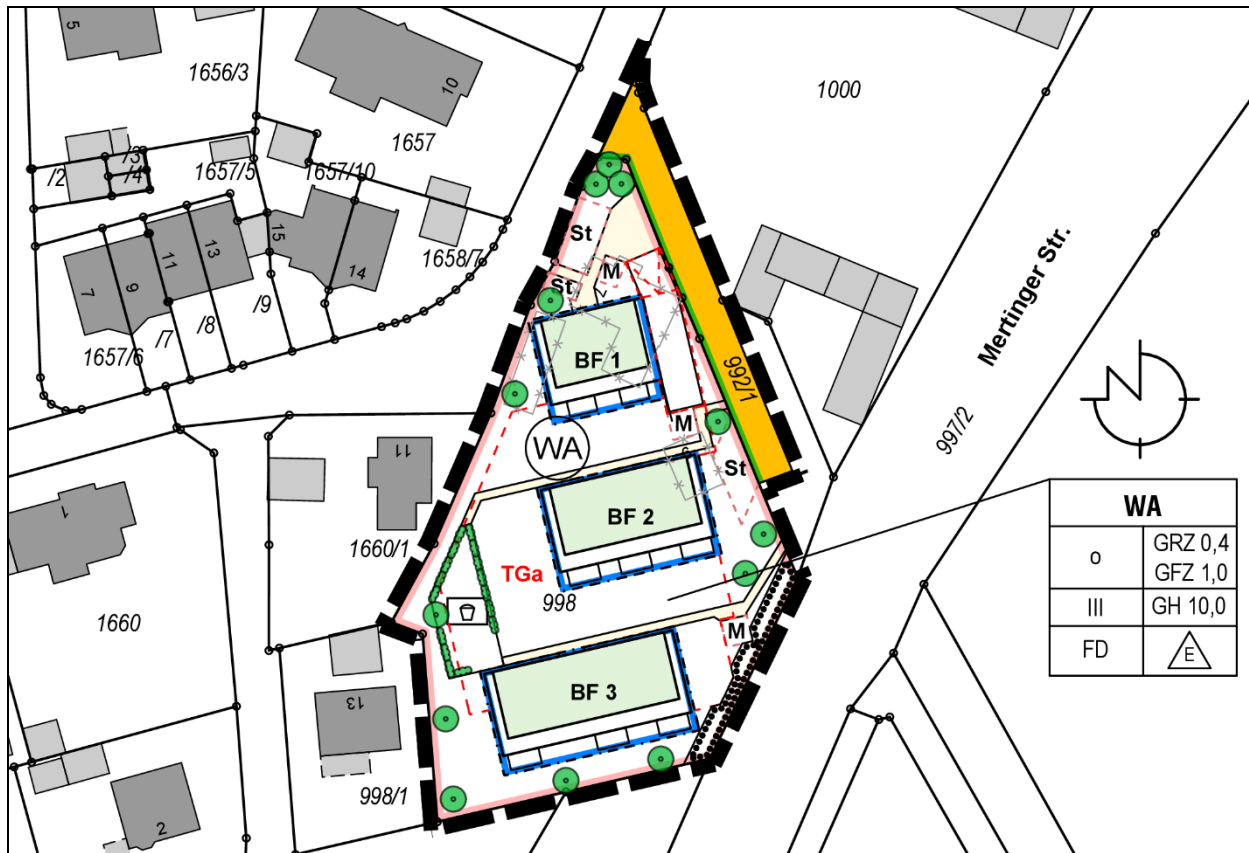 5
1656/3
10
1657
1000
/3
/2
/4
1657/5
1657/10
15
13
11
9
7
14
1658/7
/9
/8
/7
1657/6
St
M
St
BF 1
992/1
Mertinger Str.
997/2
N
M
WA
St
11
1
BF 2
1660/1
TGa
998
1660
M
13
BF 3
998/1
2
WA
o
GRZ 0,4
GFZ 1,0
III
GH 10,0
FD
E